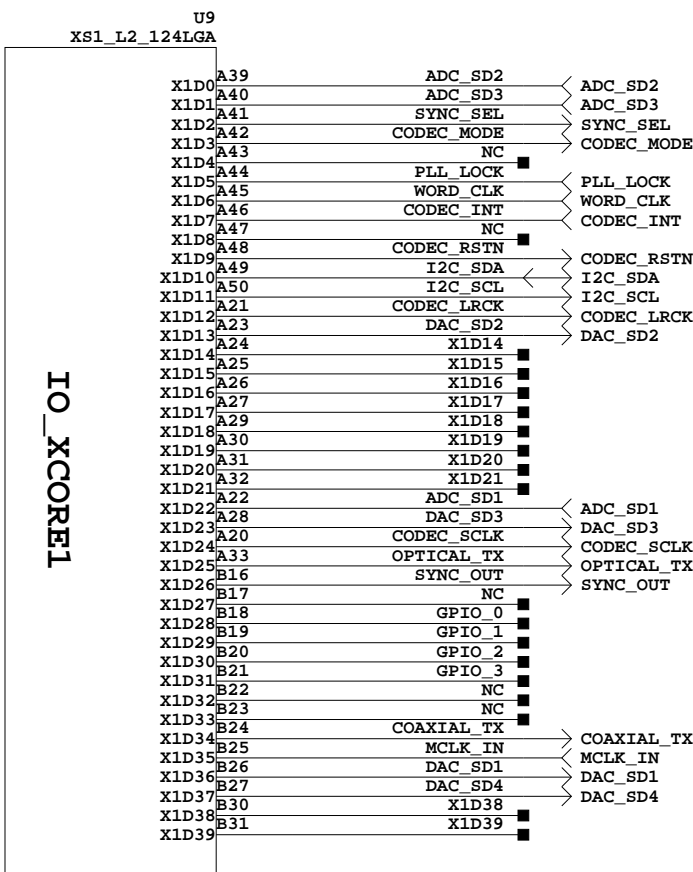 U9
XS1_L2_124LGA
IO_XCORE1
X1D0 A39 ADC_SD2 ADC_SD2
X1D1 A40 ADC_SD3 ADC_SD3
X1D2 A41 SYNC_SEL SYNC_SEL
X1D3 A42 CODEC_MODE CODEC_MODE
X1D4 A43 NC
X1D5 A44 PLL_LOCK PLL_LOCK
X1D6 A45 WORD_CLK WORD_CLK
X1D7 A46 CODEC_INT CODEC_INT
X1D8 A47 NC
X1D9 A48 CODEC_RSTN CODEC_RSTN
X1D10 A49 I2C_SDA I2C_SDA
X1D11 A50 I2C_SCL I2C_SCL
X1D12 A21 CODEC_LRCK CODEC_LRCK
X1D13 A23 DAC_SD2 DAC_SD2
X1D14 A24 X1D14
X1D15 A25 X1D15
X1D16 A26 X1D16
X1D17 A27 X1D17
X1D18 A29 X1D18
X1D19 A30 X1D19
X1D20 A31 X1D20
X1D21 A32 X1D21
X1D22 A22 ADC_SD1 ADC_SD1
X1D23 A28 DAC_SD3 DAC_SD3
X1D24 A20 CODEC_SCLK CODEC_SCLK
X1D25 A33 OPTICAL_TX OPTICAL_TX
X1D26 B16 SYNC_OUT SYNC_OUT
X1D27 B17 NC
X1D28 B18 GPIO_0
X1D29 B19 GPIO_1
X1D30 B20 GPIO_2
X1D31 B21 GPIO_3
X1D32 B22 NC
X1D33 B23 NC
X1D34 B24 COAXIAL_TX COAXIAL_TX
X1D35 B25 MCLK_IN MCLK_IN
X1D36 B26 DAC_SD1 DAC_SD1
X1D37 B27 DAC_SD4 DAC_SD4
X1D38 B30 X1D38
X1D39 B31 X1D39